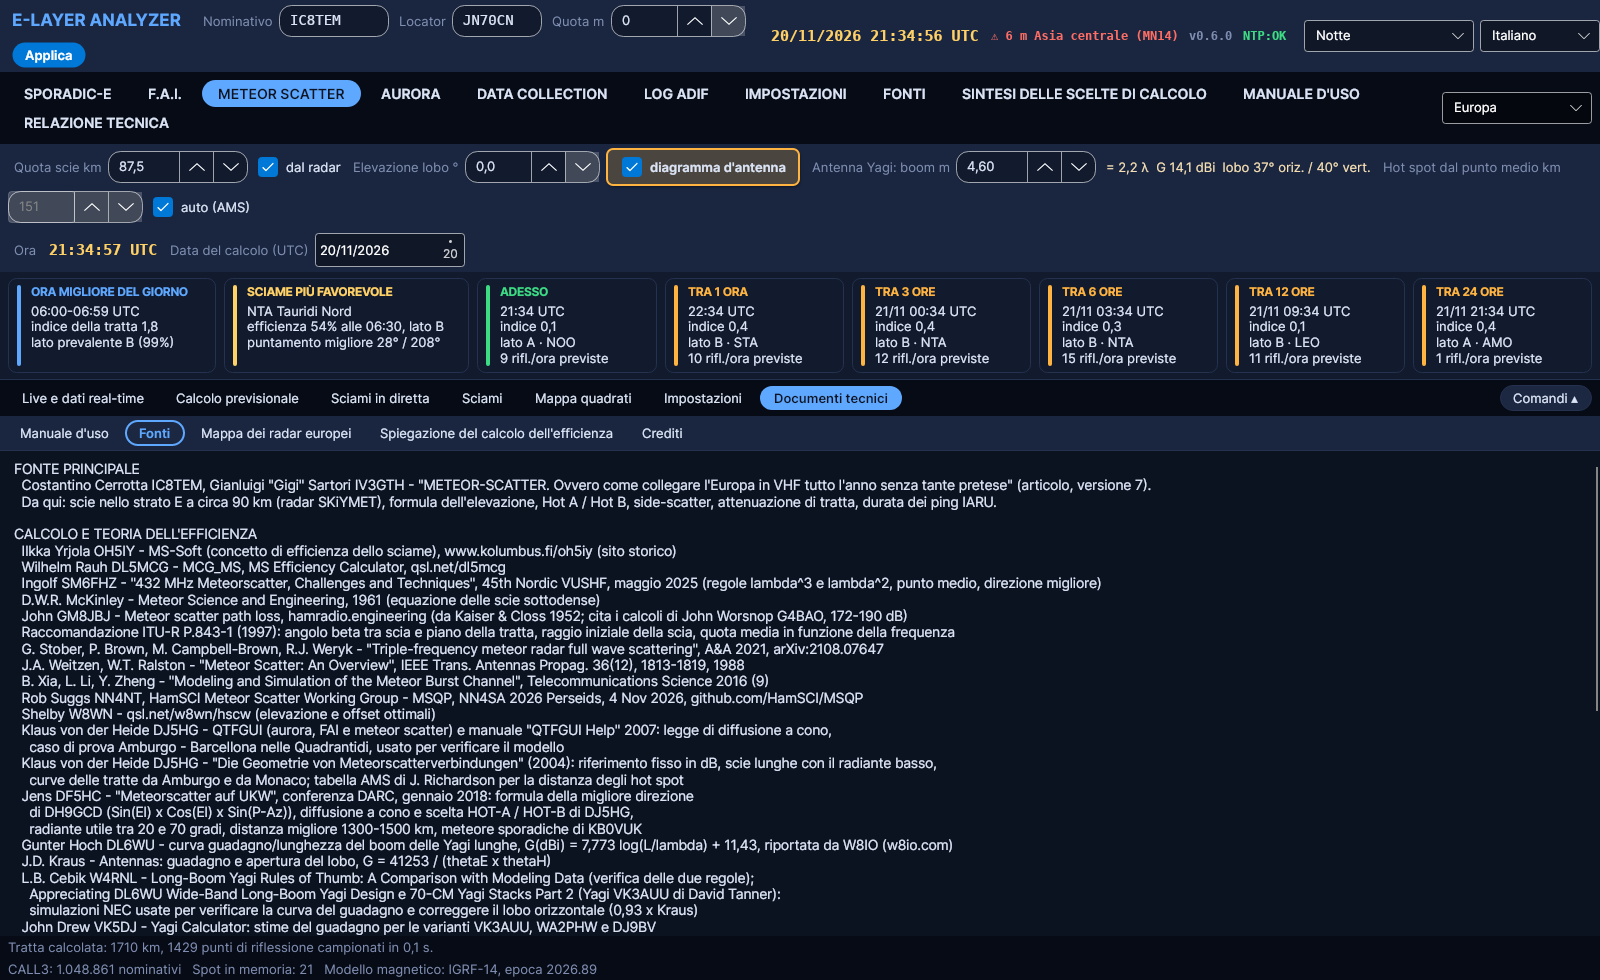 E-LAYER ANALYZER
Nominativo IC8TEM Locator JN70CN Quota m 0
20/11/2026 21:34:56 UTC ⚠ 6 m Asia centrale (MN14) v0.6.0 NTP:OK Notte Italiano
Applica
SPORADIC-E F.A.I. METEOR SCATTER AURORA DATA COLLECTION LOG ADIF IMPOSTAZIONI FONTI SINTESI DELLE SCELTE DI CALCOLO MANUALE D'USO
RELAZIONE TECNICA
Europa
Quota scie km 87,5 dal radar Elevazione lobo ° 0,0 diagramma d'antenna Antenna Yagi: boom m 4,60 = 2,2 λ G 14,1 dBi lobo 37° oriz. / 40° vert. Hot spot dal punto medio km
151 auto (AMS)
Ora 21:34:57 UTC Data del calcolo (UTC) 20/11/2026 20
ORA MIGLIORE DEL GIORNO
06:00-06:59 UTC
indice della tratta 1,8
lato prevalente B (99%)
SCIAME PIÙ FAVOREVOLE
NTA Tauridi Nord
efficienza 54% alle 06:30, lato B
puntamento migliore 28° / 208°
ADESSO
21:34 UTC
indice 0,1
lato A · NOO
9 rifl./ora previste
TRA 1 ORA
22:34 UTC
indice 0,4
lato B · STA
10 rifl./ora previste
TRA 3 ORE
21/11 00:34 UTC
indice 0,4
lato B · NTA
12 rifl./ora previste
TRA 6 ORE
21/11 03:34 UTC
indice 0,3
lato B · NTA
15 rifl./ora previste
TRA 12 ORE
21/11 09:34 UTC
indice 0,1
lato B · LEO
11 rifl./ora previste
TRA 24 ORE
21/11 21:34 UTC
indice 0,4
lato A · AMO
1 rifl./ora previste
Live e dati real-time Calcolo previsionale Sciami in diretta Sciami Mappa quadrati Impostazioni Documenti tecnici Comandi ▴
Manuale d'uso Fonti Mappa dei radar europei Spiegazione del calcolo dell'efficienza Crediti
FONTE PRINCIPALE
Costantino Cerrotta IC8TEM, Gianluigi "Gigi" Sartori IV3GTH - "METEOR-SCATTER. Ovvero come collegare l'Europa in VHF tutto l'anno senza tante pretese" (articolo, versione 7).
Da qui: scie nello strato E a circa 90 km (radar SKiYMET), formula dell'elevazione, Hot A / Hot B, side-scatter, attenuazione di tratta, durata dei ping IARU.
CALCOLO E TEORIA DELL'EFFICIENZA
Ilkka Yrjola OH5IY - MS-Soft (concetto di efficienza dello sciame), www.kolumbus.fi/oh5iy (sito storico)
Wilhelm Rauh DL5MCG - MCG_MS, MS Efficiency Calculator, qsl.net/dl5mcg
Ingolf SM6FHZ - "432 MHz Meteorscatter, Challenges and Techniques", 45th Nordic VUSHF, maggio 2025 (regole lambda^3 e lambda^2, punto medio, direzione migliore)
D.W.R. McKinley - Meteor Science and Engineering, 1961 (equazione delle scie sottodense)
John GM8JBJ - Meteor scatter path loss, hamradio.engineering (da Kaiser & Closs 1952; cita i calcoli di John Worsnop G4BAO, 172-190 dB)
Raccomandazione ITU-R P.843-1 (1997): angolo beta tra scia e piano della tratta, raggio iniziale della scia, quota media in funzione della frequenza
G. Stober, P. Brown, M. Campbell-Brown, R.J. Weryk - "Triple-frequency meteor radar full wave scattering", A&A 2021, arXiv:2108.07647
J.A. Weitzen, W.T. Ralston - "Meteor Scatter: An Overview", IEEE Trans. Antennas Propag. 36(12), 1813-1819, 1988
B. Xia, L. Li, Y. Zheng - "Modeling and Simulation of the Meteor Burst Channel", Telecommunications Science 2016 (9)
Rob Suggs NN4NT, HamSCI Meteor Scatter Working Group - MSQP, NN4SA 2026 Perseids, 4 Nov 2026, github.com/HamSCI/MSQP
Shelby W8WN - qsl.net/w8wn/hscw (elevazione e offset ottimali)
Klaus von der Heide DJ5HG - QTFGUI (aurora, FAI e meteor scatter) e manuale "QTFGUI Help" 2007: legge di diffusione a cono,
caso di prova Amburgo - Barcellona nelle Quadrantidi, usato per verificare il modello
Klaus von der Heide DJ5HG - "Die Geometrie von Meteorscatterverbindungen" (2004): riferimento fisso in dB, scie lunghe con il radiante basso,
curve delle tratte da Amburgo e da Monaco; tabella AMS di J. Richardson per la distanza degli hot spot
Jens DF5HC - "Meteorscatter auf UKW", conferenza DARC, gennaio 2018: formula della migliore direzione
di DH9GCD (Sin(El) x Cos(El) x Sin(P-Az)), diffusione a cono e scelta HOT-A / HOT-B di DJ5HG,
radiante utile tra 20 e 70 gradi, distanza migliore 1300-1500 km, meteore sporadiche di KB0VUK
Gunter Hoch DL6WU - curva guadagno/lunghezza del boom delle Yagi lunghe, G(dBi) = 7,773 log(L/lambda) + 11,43, riportata da W8IO (w8io.com)
J.D. Kraus - Antennas: guadagno e apertura del lobo, G = 41253 / (thetaE x thetaH)
L.B. Cebik W4RNL - Long-Boom Yagi Rules of Thumb: A Comparison with Modeling Data (verifica delle due regole);
Appreciating DL6WU Wide-Band Long-Boom Yagi Design e 70-CM Yagi Stacks Part 2 (Yagi VK3AUU di David Tanner):
simulazioni NEC usate per verificare la curva del guadagno e correggere il lobo orizzontale (0,93 x Kraus)
John Drew VK5DJ - Yagi Calculator: stime del guadagno per le varianti VK3AUU, WA2PHW e DJ9BV
Tratta calcolata: 1710 km, 1429 punti di riflessione campionati in 0,1 s.
CALL3: 1.048.861 nominativi Spot in memoria: 21 Modello magnetico: IGRF-14, epoca 2026.89